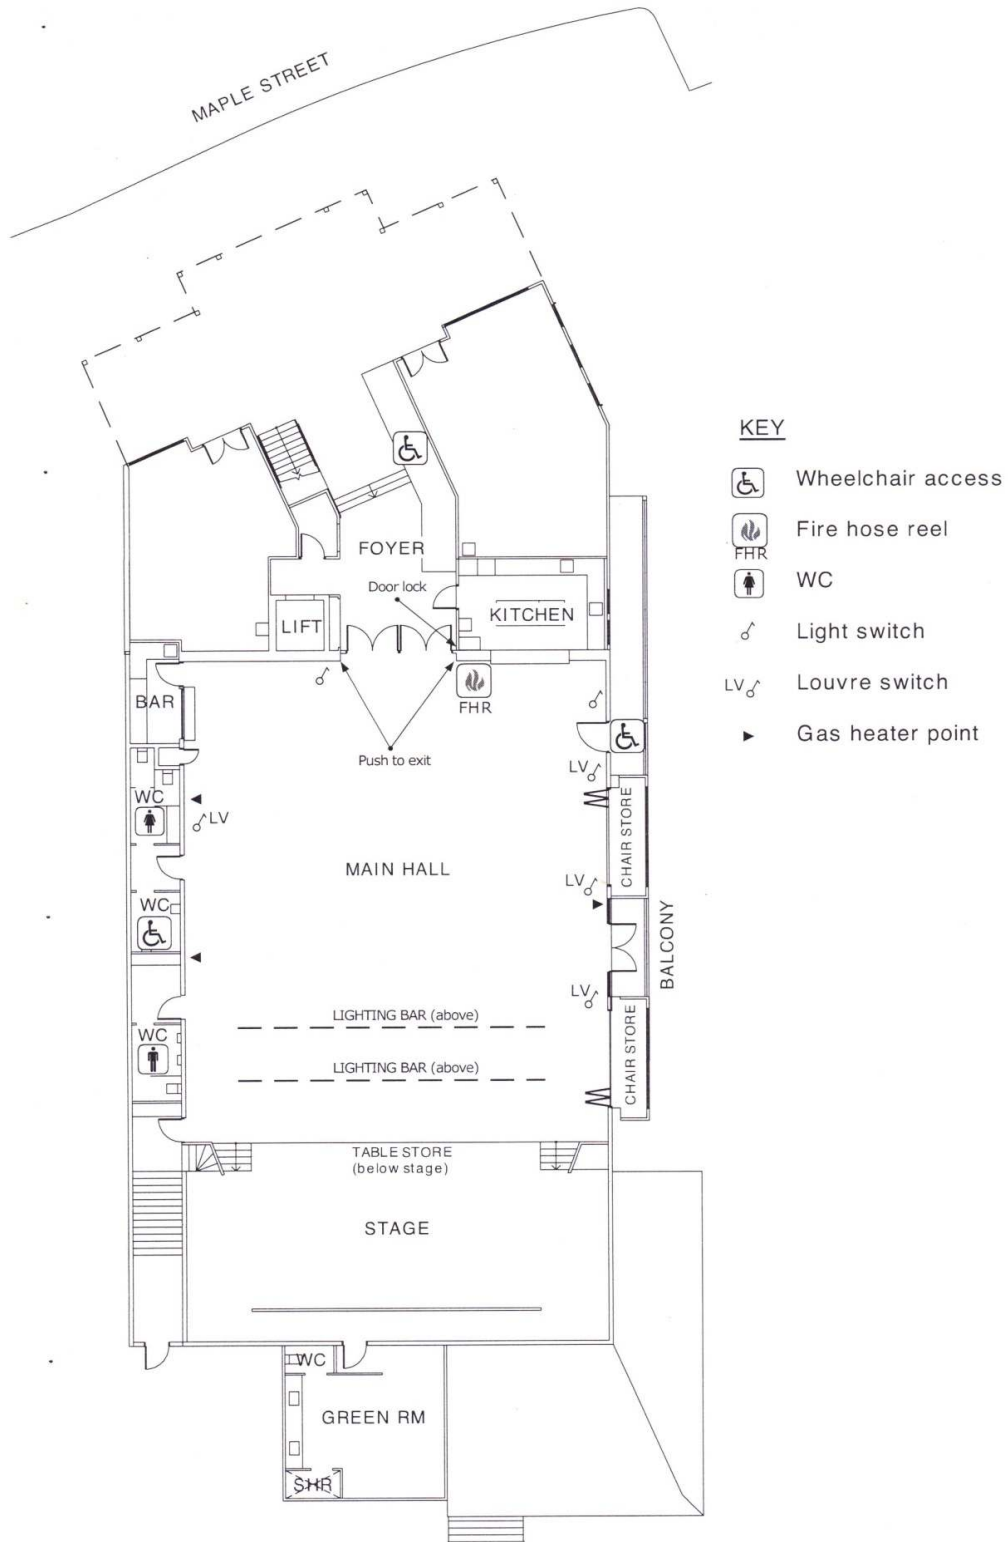 MAPLE STREET
KEY
Wheelchair access
Fire hose reel
FHR
WC
Light switch
LV
Louvre switch
Gas heater point
FOYER
Door lock
LIFT
KITCHEN
BAR
FHR
Push to exit
LV
WC
LV
CHAIR STORE
MAIN HALL
LV
WC
BALCONY
LV
LIGHTING BAR (above)
WC
CHAIR STORE
LIGHTING BAR (above)
TABLE STORE
(below stage)
STAGE
WC
GREEN RM
SHR